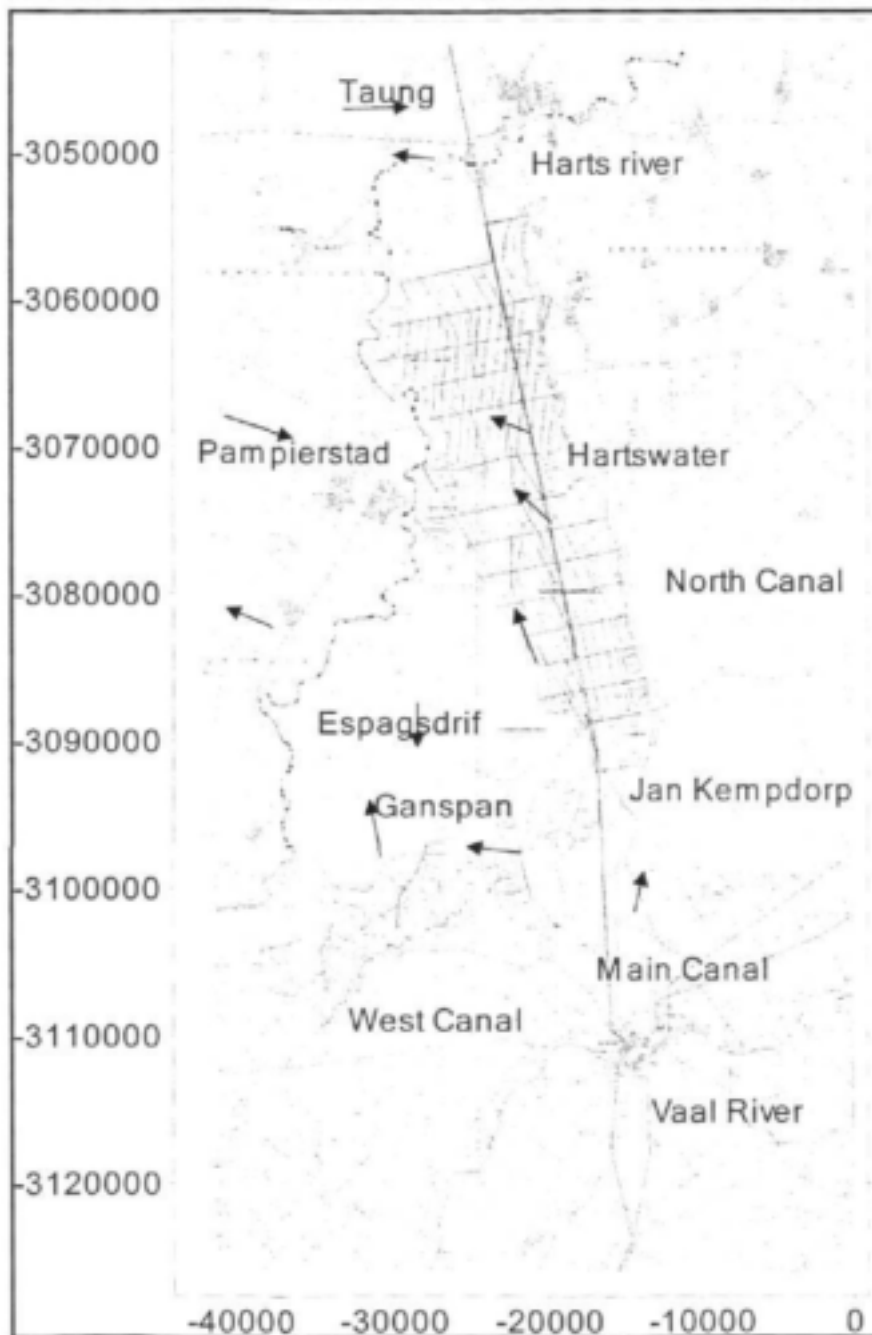 Taung
-3050000
Harts river
-3060000
-3070000
Pampierstad
Hartswater
-3080000
North Canal
Espagsdrif
-3090000
Jan Kempdorp
Ganspan
-3100000
Main Canal
West Canal
-3110000
Vaal River
-3120000
-40000 -30000 -20000 -10000 0